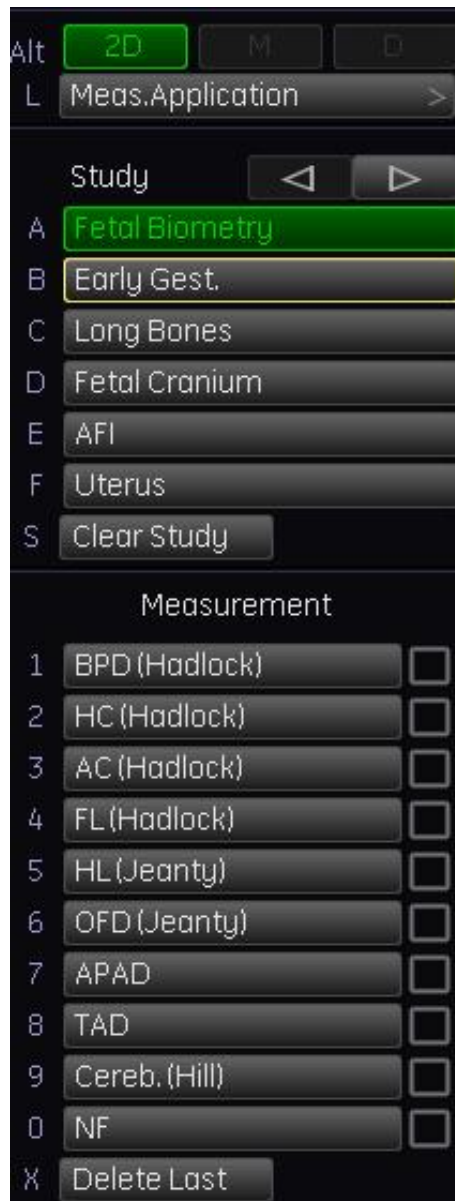 Alt 2D M D
L Meas.Application >
Study
A Fetal Biometry
B Early Gest.
C Long Bones
D Fetal Cranium
E AFI
F Uterus
S Clear Study
Measurement
1 BPD (Hadlock)
2 HC (Hadlock)
3 AC (Hadlock)
4 FL (Hadlock)
5 HL (Jeanty)
6 OFD (Jeanty)
7 APAD
8 TAD
9 Cereb. (Hill)
0 NF
X Delete Last